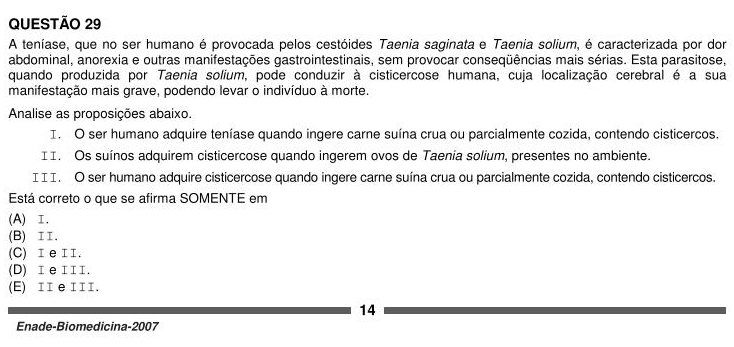 QUESTÃO 29
A teníase, que no ser humano é provocada pelos cestóides Taenia saginata e Taenia solium, é caracterizada por dor
abdominal, anorexia e outras manifestações gastrointestinais, sem provocar conseqüências mais sérias. Esta parasitose,
quando produzida por Taenia solium, pode conduzir à cisticercose humana, cuja localização cerebral é a sua
manifestação mais grave, podendo levar o indivíduo à morte.
Analise as proposições abaixo.
I. O ser humano adquire teníase quando ingere carne suína crua ou parcialmente cozida, contendo cisticercos.
II. Os suínos adquirem cisticercose quando ingerem ovos de Taenia solium, presentes no ambiente.
III. O ser humano adquire cisticercose quando ingere carne suína crua ou parcialmente cozida, contendo cisticercos.
Está correto o que se afirma SOMENTE em
(A) I.
(B) II.
(C) I e II.
(D) I e III.
(E) II e III.
14
Enade-Biomedicina-2007